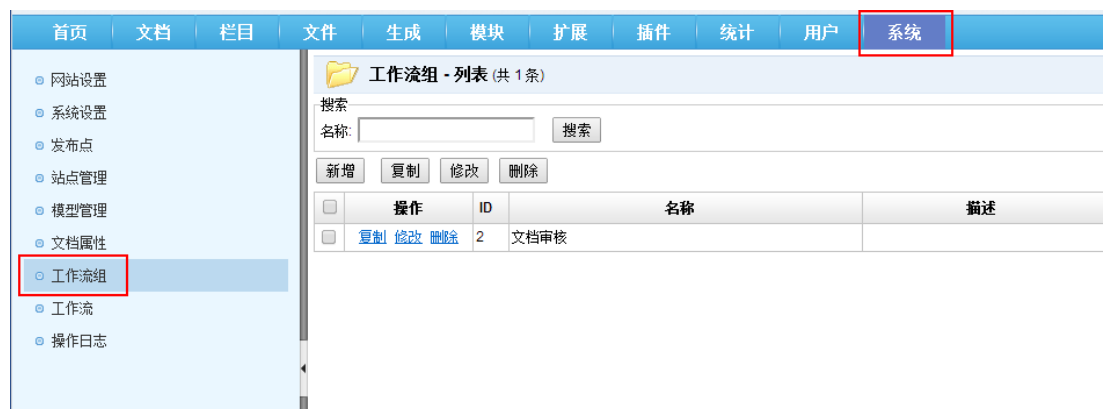 首页 文档 栏目 文件 生成 模块 扩展 插件 统计 用户 系统
网站设置
系统设置
发布点
站点管理
模型管理
文档属性
工作流组
工作流
操作日志
工作流组 - 列表 (共 1 条)
搜索
名称: 搜索
新增 复制 修改 删除
操作 ID 名称 描述
复制 修改 删除 2 文档审核